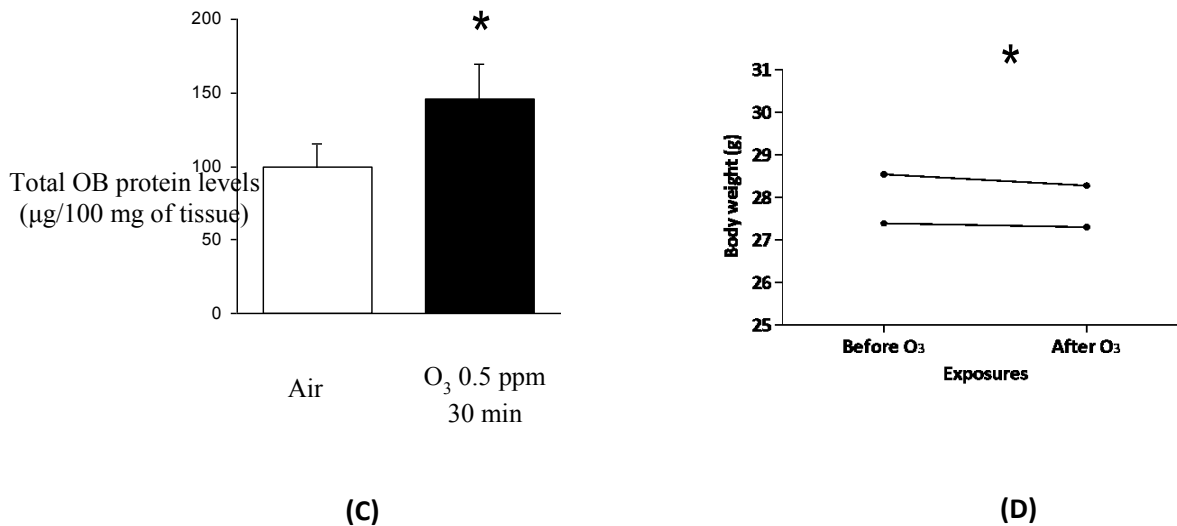 200
*
150
100
Total OB protein levels
(µg/100 mg of tissue)
50
0
Air
O₃ 0.5 ppm
30 min
(C)
*
31
30
29
28
27
26
25
Body weight (g)
Before O₃
After O₃
Exposures
(D)